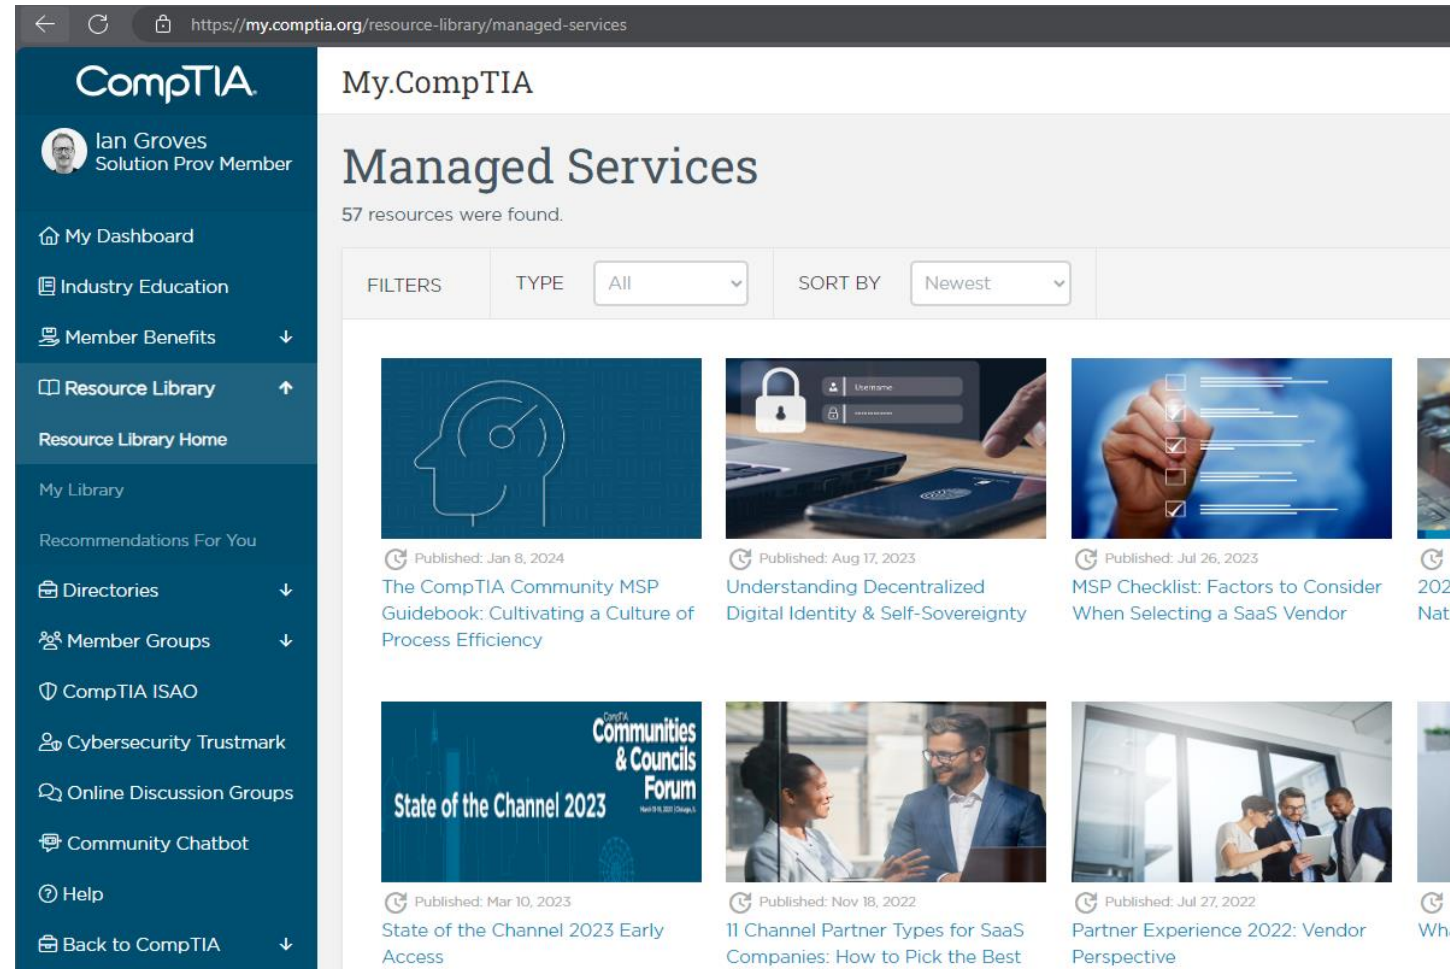 https://my.comptia.org/resource-library/managed-services
CompTIA.
Ian Groves
Solution Prov Member
My Dashboard
Industry Education
Member Benefits
Resource Library
Resource Library Home
My Library
Recommendations For You
Directories
Member Groups
CompTIA ISAO
Cybersecurity Trustmark
Online Discussion Groups
Community Chatbot
Help
Back to CompTIA
My.CompTIA
Managed Services
57 resources were found.
FILTERS TYPE All SORT BY Newest
Username
Published: Jan 8, 2024
The CompTIA Community MSP
Guidebook: Cultivating a Culture of
Process Efficiency
Published: Aug 17, 2023
Understanding Decentralized
Digital Identity & Self-Sovereignty
Published: Jul 26, 2023
MSP Checklist: Factors to Consider
When Selecting a SaaS Vendor
202
Nat
CompTIA
Communities
& Councils
Forum
State of the Channel 2023
Published: Mar 10, 2023
State of the Channel 2023 Early
Access
Published: Nov 18, 2022
11 Channel Partner Types for SaaS
Companies: How to Pick the Best
Published: Jul 27, 2022
Partner Experience 2022: Vendor
Perspective
Wh